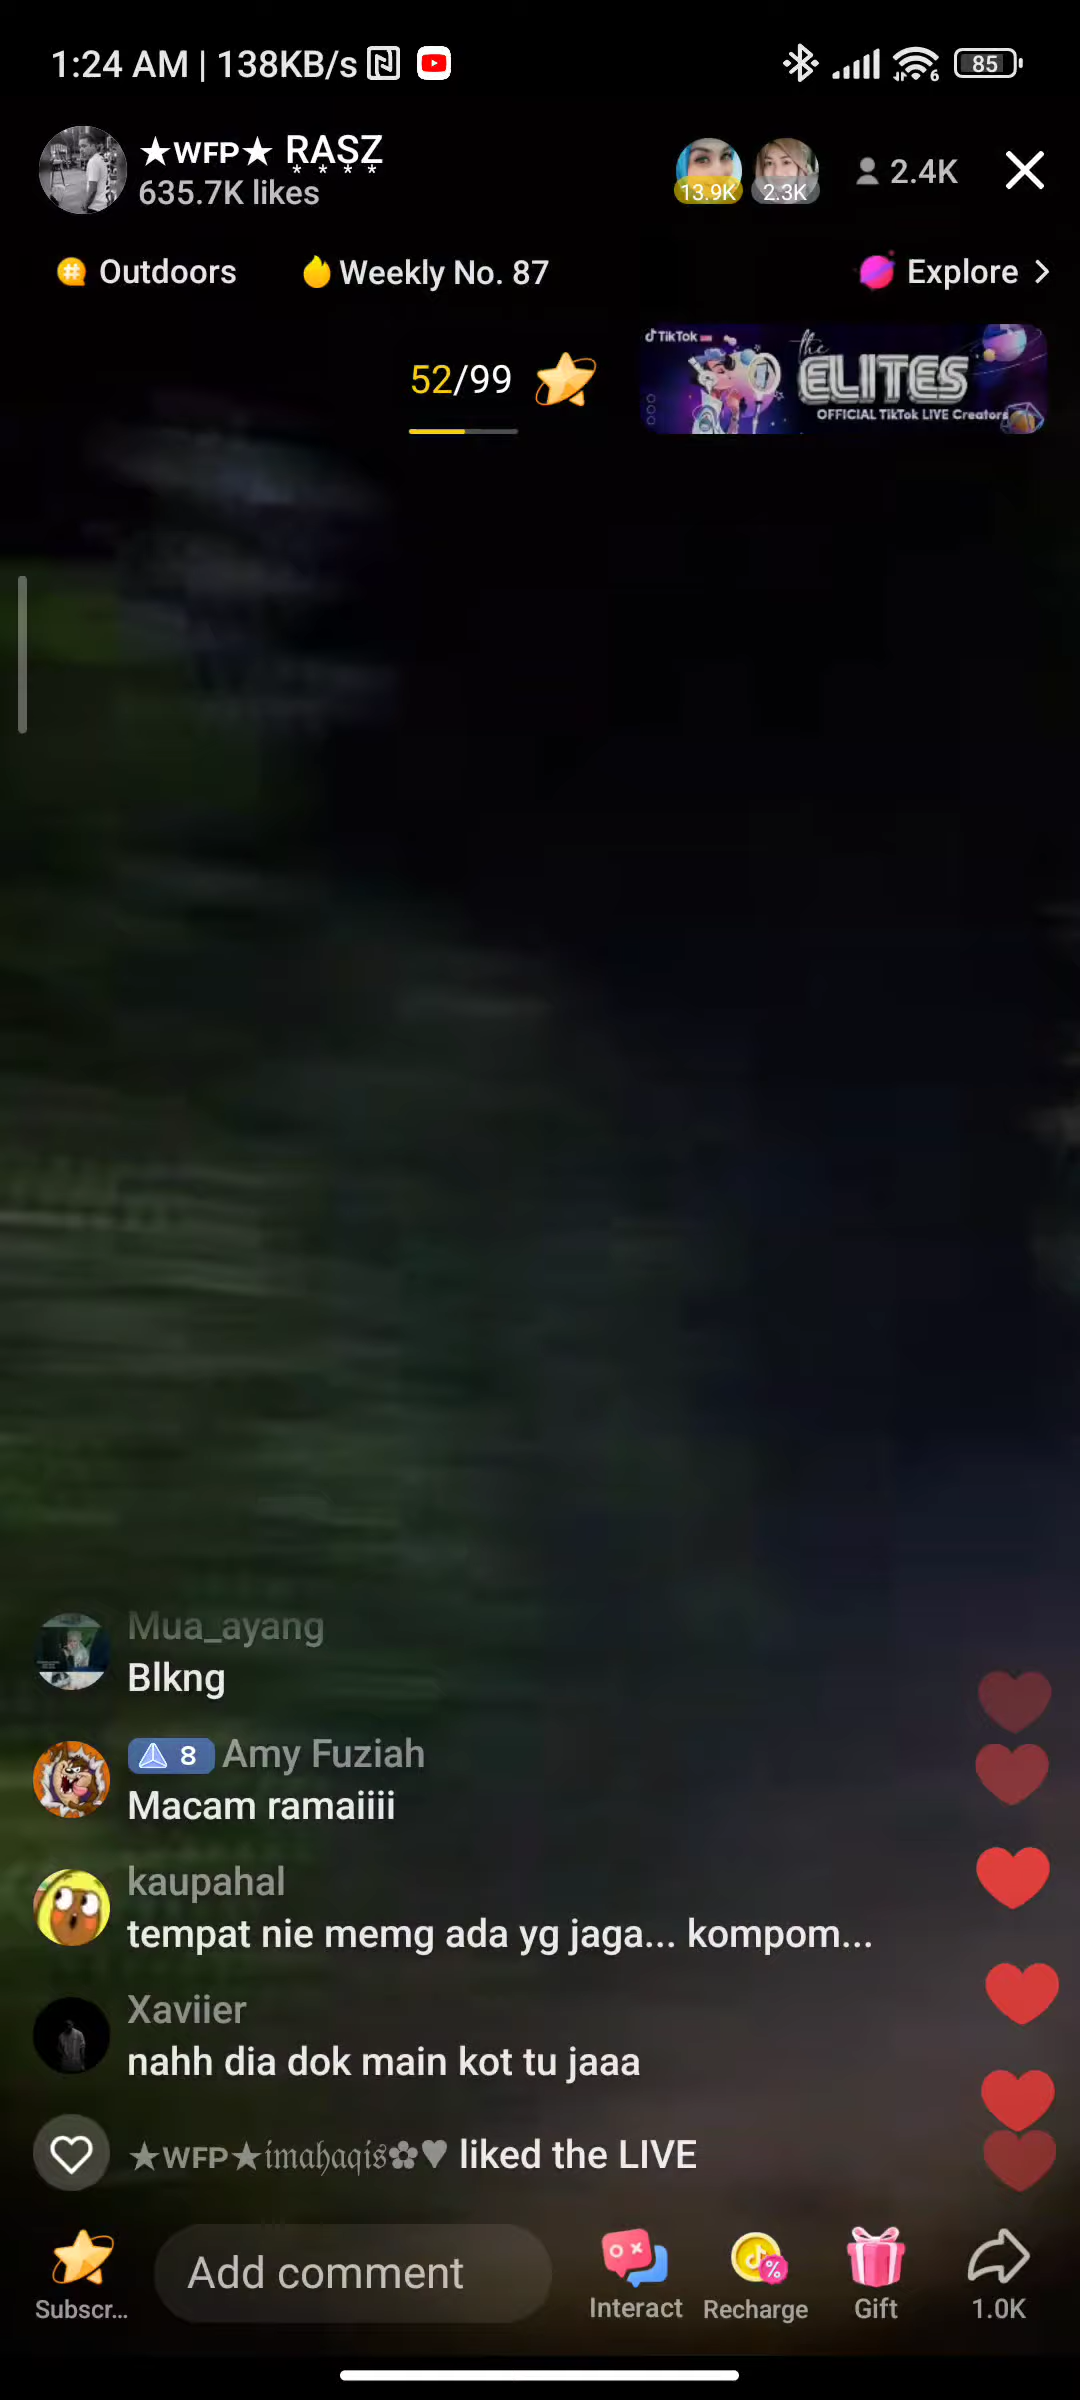 1:24 AM | 138KB/s
6
85
★WFP★ RASZ
635.7K likes
13.9K
2.3K
2.4K
Outdoors
Weekly No. 87
Explore
52/99
TikTok
the
ELITES
OFFICIAL TikTok LIVE Creators
Mua_ayang
Blkng
8 Amy Fuziah
Macam ramaiiii
kaupahal
tempat nie memg ada yg jaga... kompom...
Xaviier
nahh dia dok main kot tu jaaa
★WFP★𝔦𝔪𝔞𝔥𝔞𝔮𝔦𝔰✿♥ liked the LIVE
Add comment
Subscr...
Interact
Recharge
Gift
1.0K